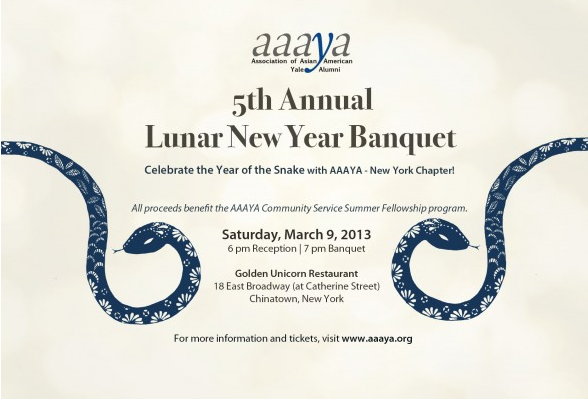 aaaya
Association of Asian American
Yale Alumni
5th Annual
Lunar New Year Banquet
Celebrate the Year of the Snake with AAAYA - New York Chapter!
All proceeds benefit the AAAYA Community Service Summer Fellowship program.
Saturday, March 9, 2013
6 pm Reception | 7 pm Banquet
Golden Unicorn Restaurant
18 East Broadway (at Catherine Street)
Chinatown, New York
For more information and tickets, visit www.aaaya.org